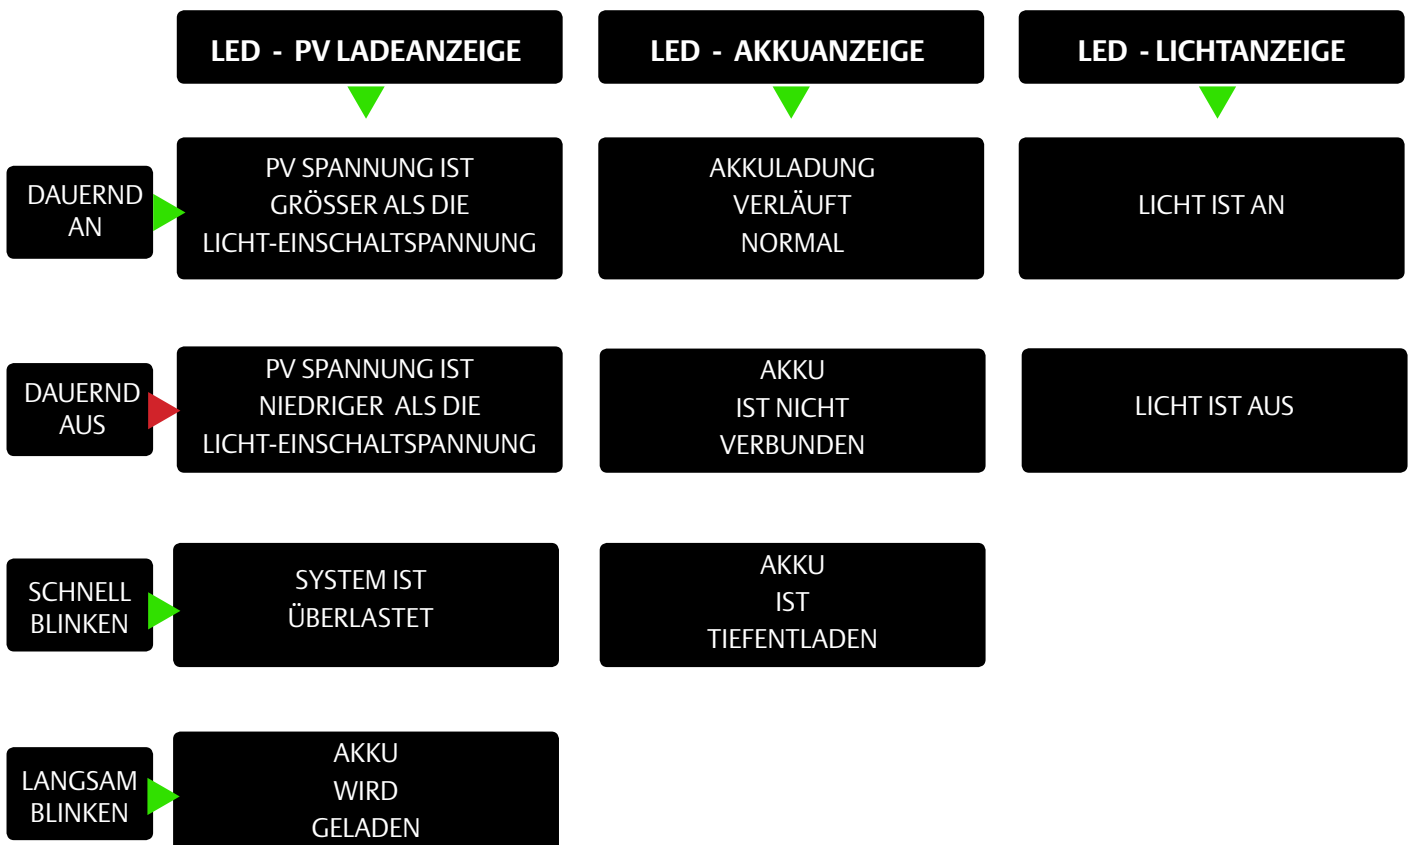 LED - PV LADEANZEIGE
LED - AKKUANZEIGE
LED - LICHTANZEIGE
DAUERND
AN
PV SPANNUNG IST
GRÖSSER ALS DIE
LICHT-EINSCHALTSPANNUNG
AKKULADUNG
VERLÄUFT
NORMAL
LICHT IST AN
DAUERND
AUS
PV SPANNUNG IST
NIEDRIGER ALS DIE
LICHT-EINSCHALTSPANNUNG
AKKU
IST NICHT
VERBUNDEN
LICHT IST AUS
SCHNELL
BLINKEN
SYSTEM IST
ÜBERLASTET
AKKU
IST
TIEFENTLADEN
LANGSAM
BLINKEN
AKKU
WIRD
GELADEN